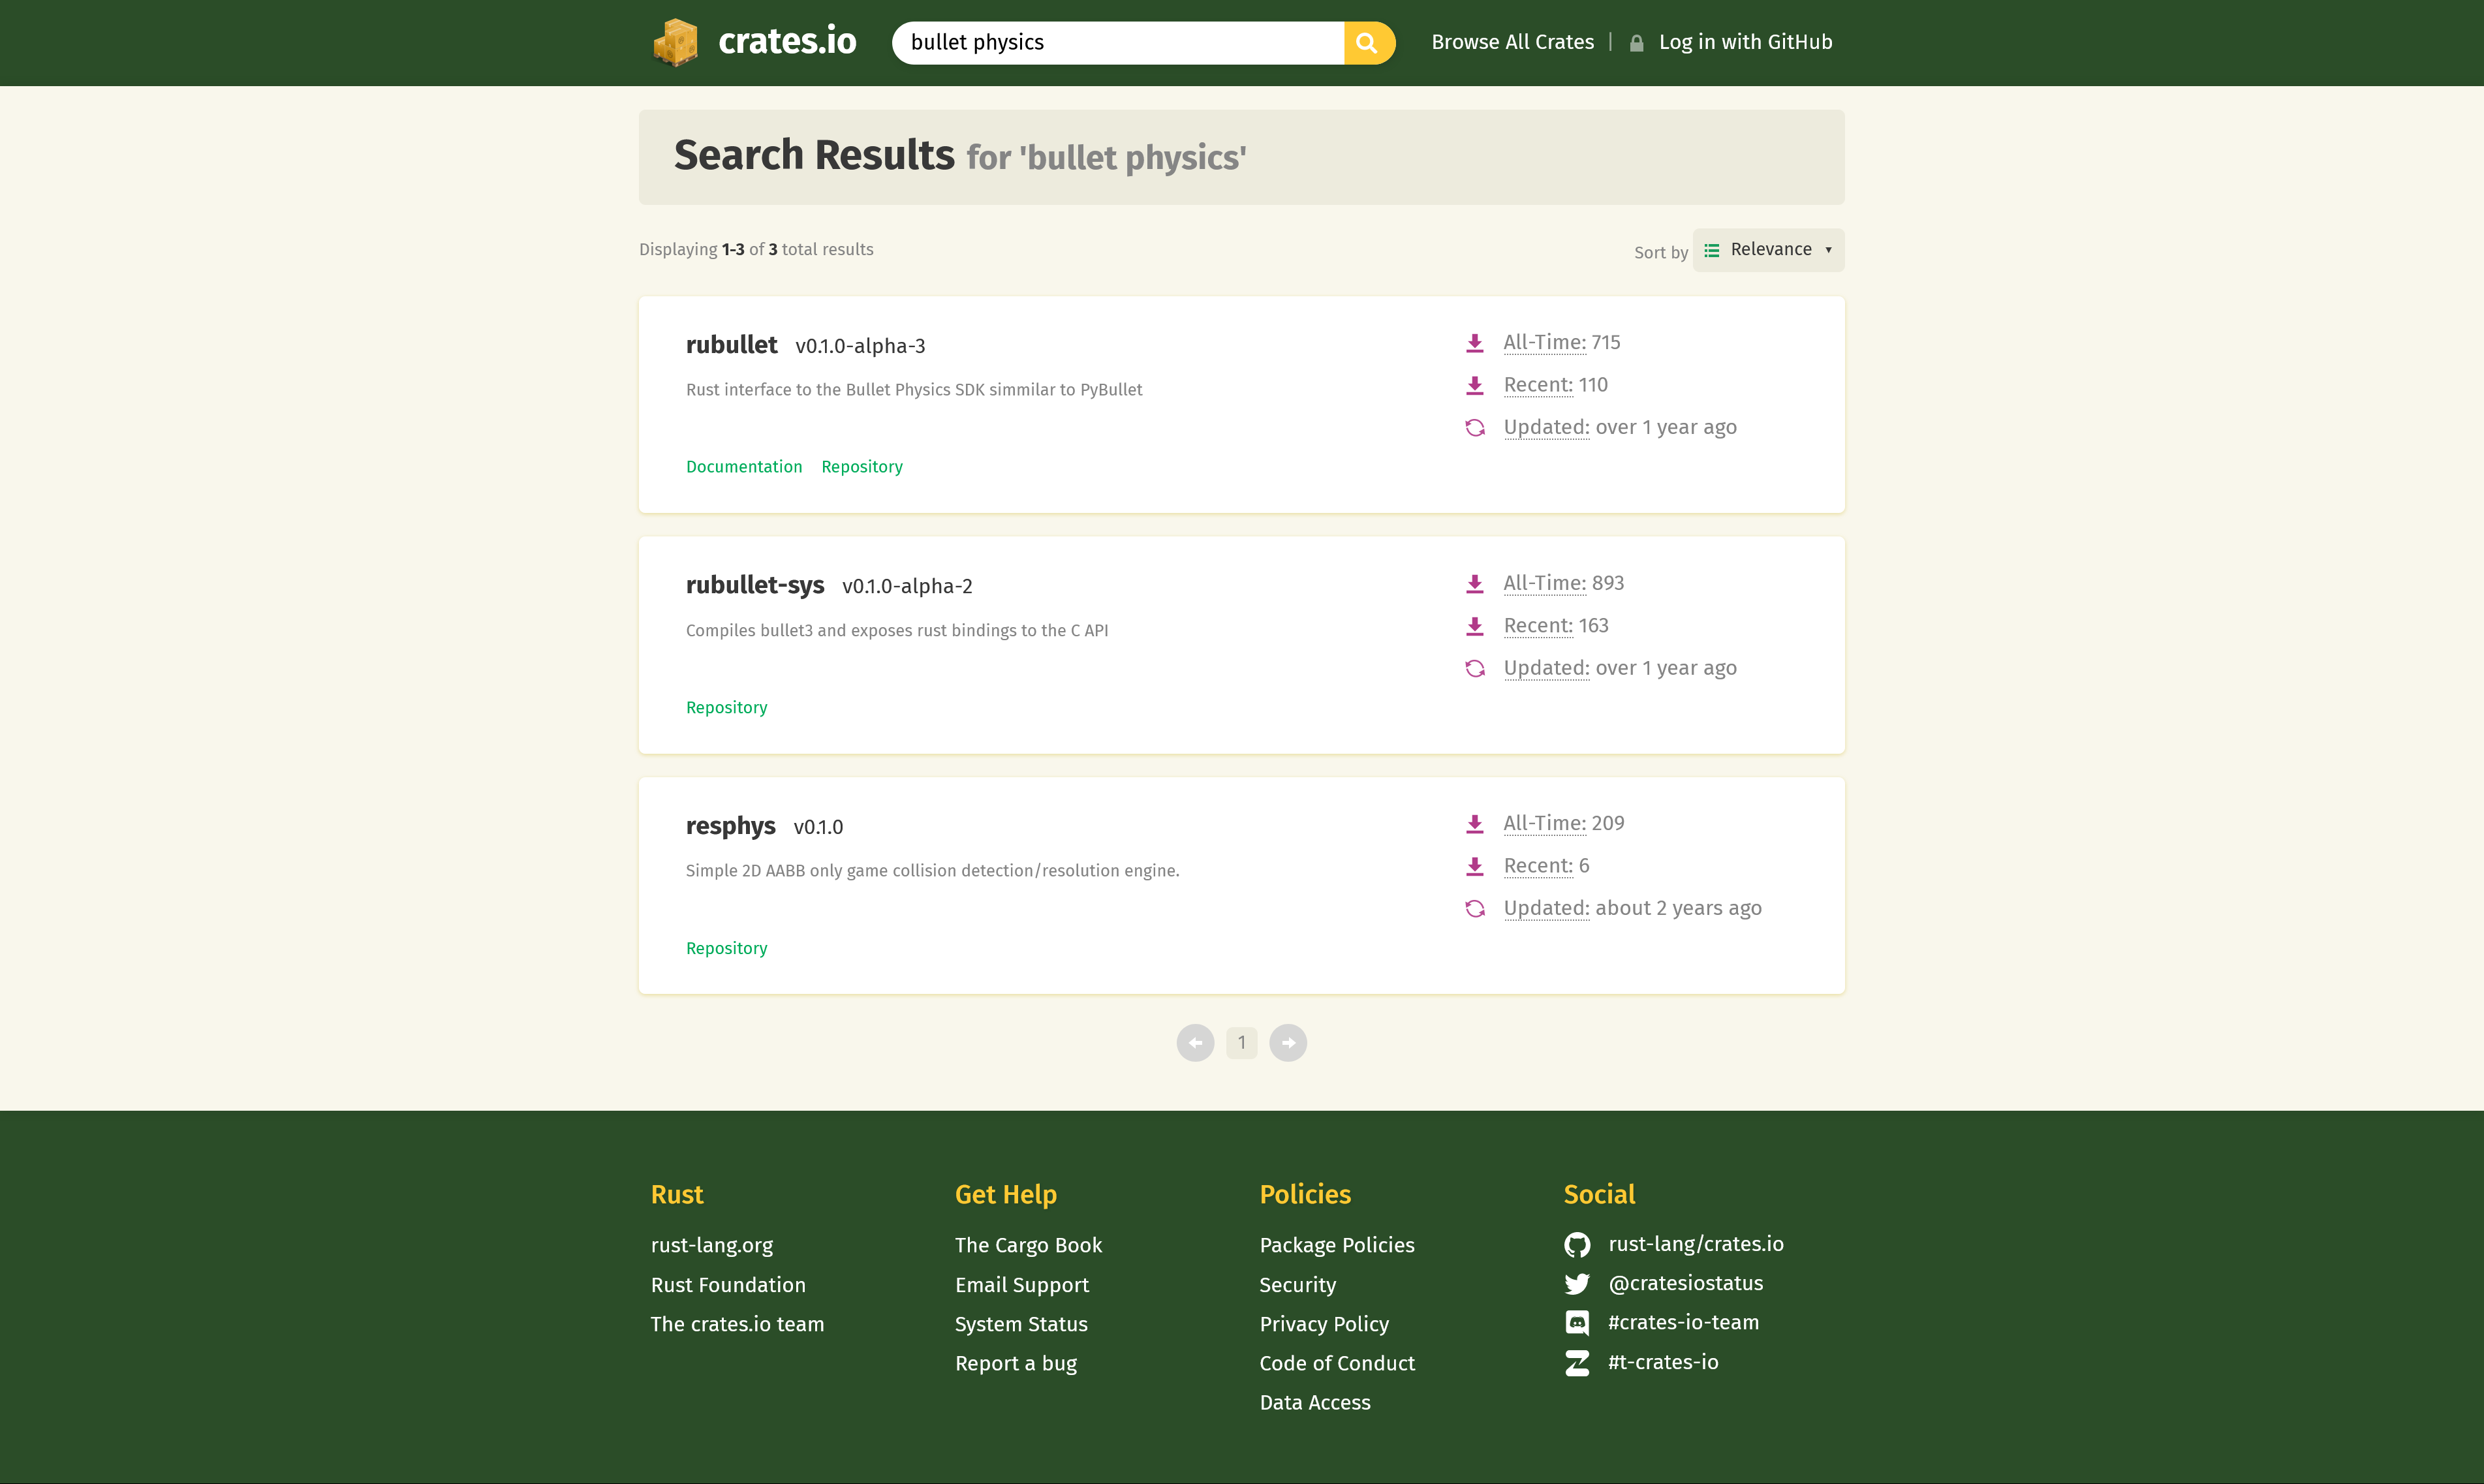 crates.io
bullet physics
Browse All Crates | Log in with GitHub
Search Results for 'bullet physics'
Displaying 1-3 of 3 total results
Sort by Relevance ▼
rubullet v0.1.0-alpha-3
Rust interface to the Bullet Physics SDK simmilar to PyBullet
Documentation Repository
All-Time: 715
Recent: 110
Updated: over 1 year ago
rubullet-sys v0.1.0-alpha-2
Compiles bullet3 and exposes rust bindings to the C API
Repository
All-Time: 893
Recent: 163
Updated: over 1 year ago
resphys v0.1.0
Simple 2D AABB only game collision detection/resolution engine.
Repository
All-Time: 209
Recent: 6
Updated: about 2 years ago
1
Rust
rust-lang.org
Rust Foundation
The crates.io team
Get Help
The Cargo Book
Email Support
System Status
Report a bug
Policies
Package Policies
Security
Privacy Policy
Code of Conduct
Data Access
Social
rust-lang/crates.io
@cratesiostatus
#crates-io-team
#t-crates-io